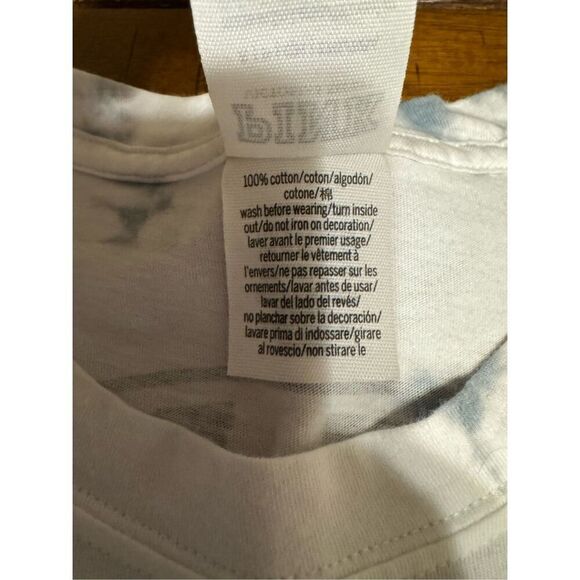 100% cotton/coton/algodón/
cotone/棉
wash before wearing/turn inside
out/do not iron on decoration/
laver avant le premier usage/
retourner le vêtement à
l'envers/ne pas repasser sur les
ornements/lavar antes de usar/
lavar del lado del revés/
no planchar sobre la decoración/
lavare prima di indossare/girare
al rovescio/non stirare le